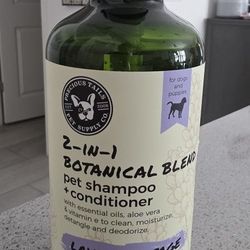 PRECIOUS TAILS
PET SUPPLY CO.
for dogs
and
puppies
2-IN-1
BOTANICAL BLEND
pet shampoo
+conditioner
with essential oils, aloe vera
& vitamin e to clean, moisturize,
detangle and deodorize.